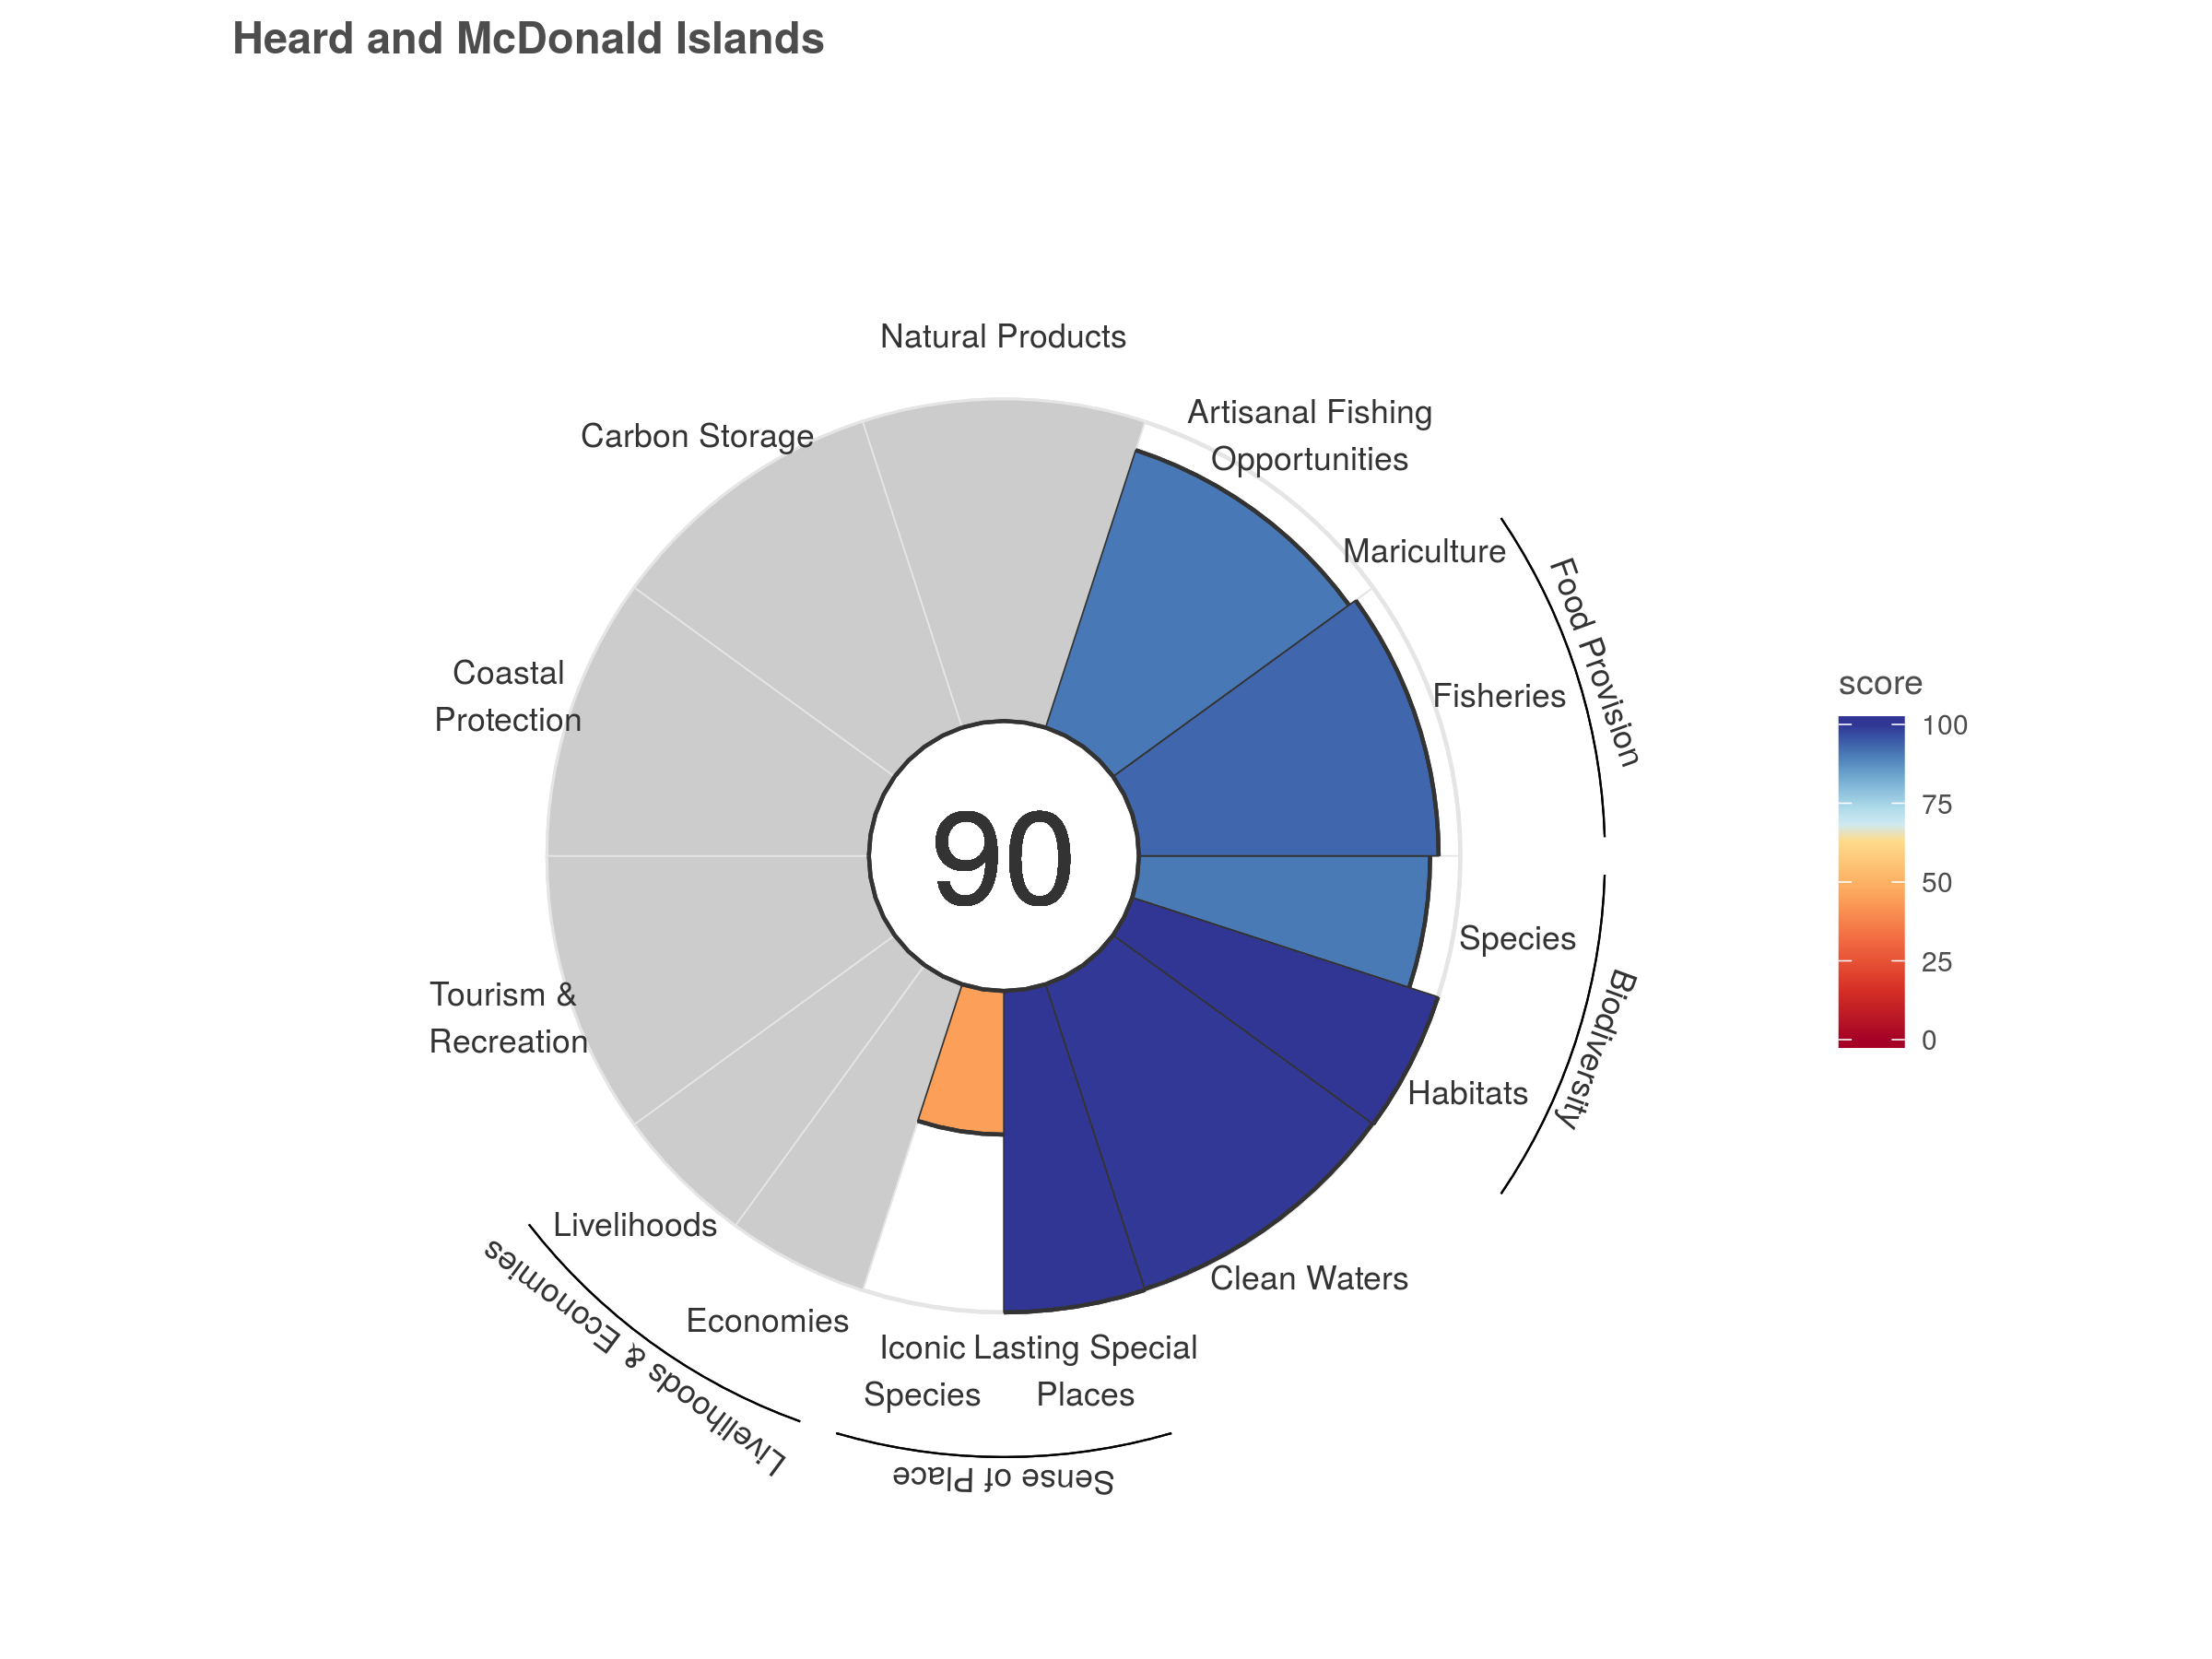 Heard and McDonald Islands
Natural Products
Artisanal Fishing
Opportunities
Carbon Storage
Mariculture
Food Provision
Coastal
Protection
Fisheries
score
100
75
50
25
0
90
Species
Biodiversity
Tourism &
Recreation
Habitats
Livelihoods
Clean Waters
Economies
Livelihoods & Economies
Iconic
Species
Lasting Special
Places
Sense of Place